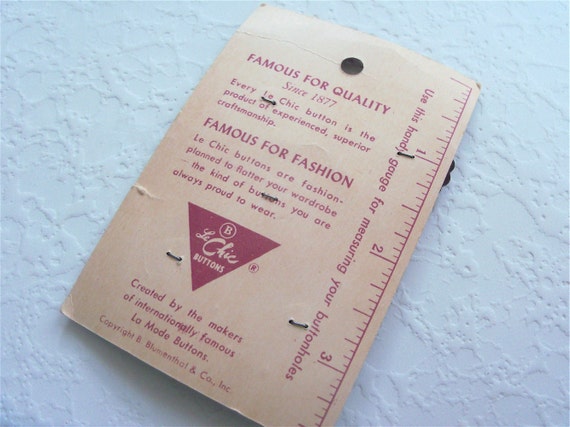 FAMOUS FOR QUALITY
Since 1877
Every Le Chic button is the
product of experienced, superior
craftsmanship.
FAMOUS FOR FASHION
Le Chic buttons are fashion-
planned to flatter your wardrobe
the kind of buttons you are
always proud to wear.
B
Le Chic
BUTTONS
®
Created by the makers
of internationally famous
La Mode Buttons.
Copyright B. Blumenthal & Co., Inc.
Use this handy gauge for measuring your buttonholes
1
2
3